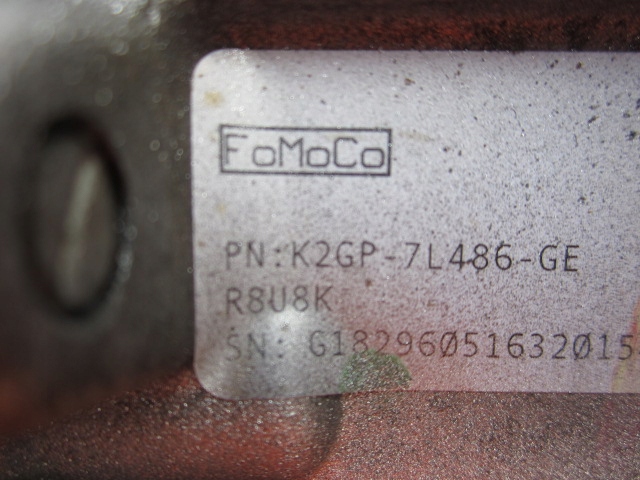 FoMoCo
PN:K2GP-7L486-GE
R8U8K
SN: G18296051632015